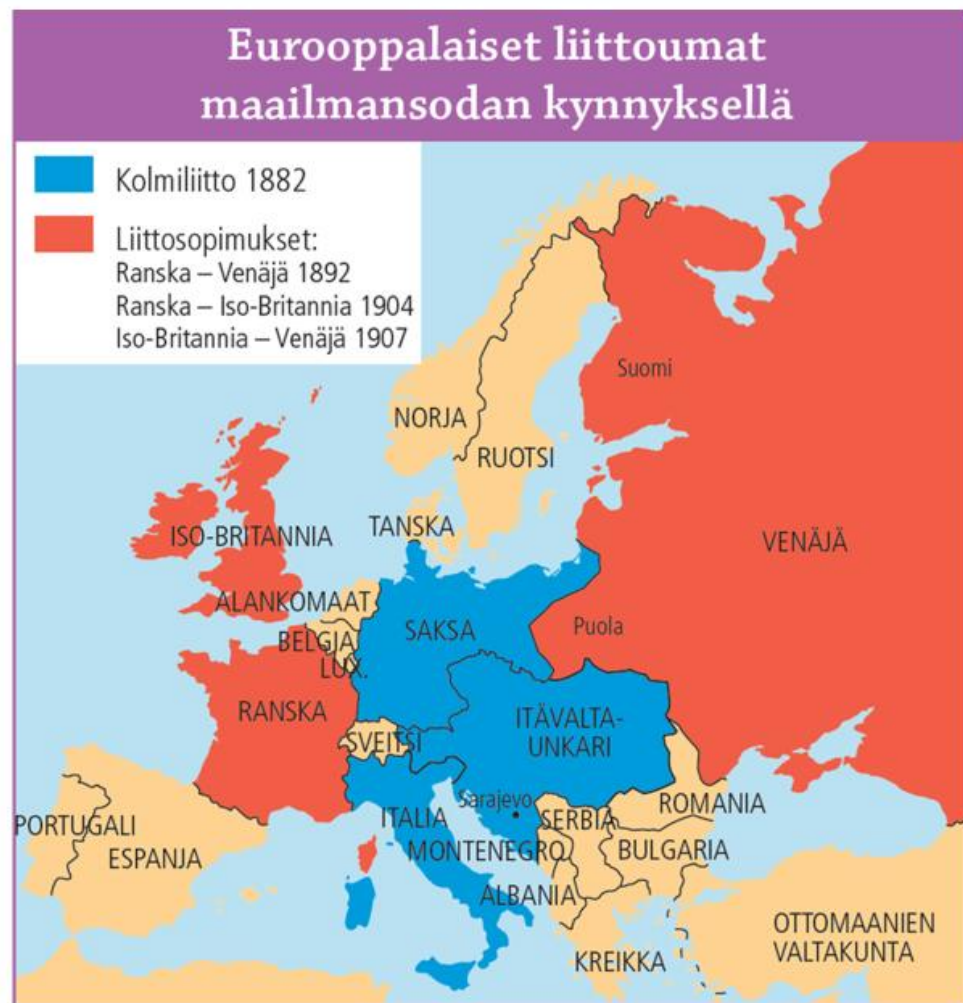 Eurooppalaiset liittoumat
maailmansodan kynnyksellä
Kolmiliitto 1882
Liittosopimukset:
Ranska – Venäjä 1892
Ranska – Iso-Britannia 1904
Iso-Britannia – Venäjä 1907
Suomi
NORJA
RUOTSI
TANSKA
ISO-BRITANNIA
VENÄJÄ
ALANKOMAAT
BELGIA
LUX.
SAKSA
Puola
RANSKA
ITÄVALTA-
UNKARI
SVEITSI
Sarajevo
ROMANIA
PORTUGALI
ESPANJA
ITALIA
SERBIA
MONTENEGRO
BULGARIA
ALBANIA
KREIKKA
OTTOMAANIEN
VALTAKUNTA